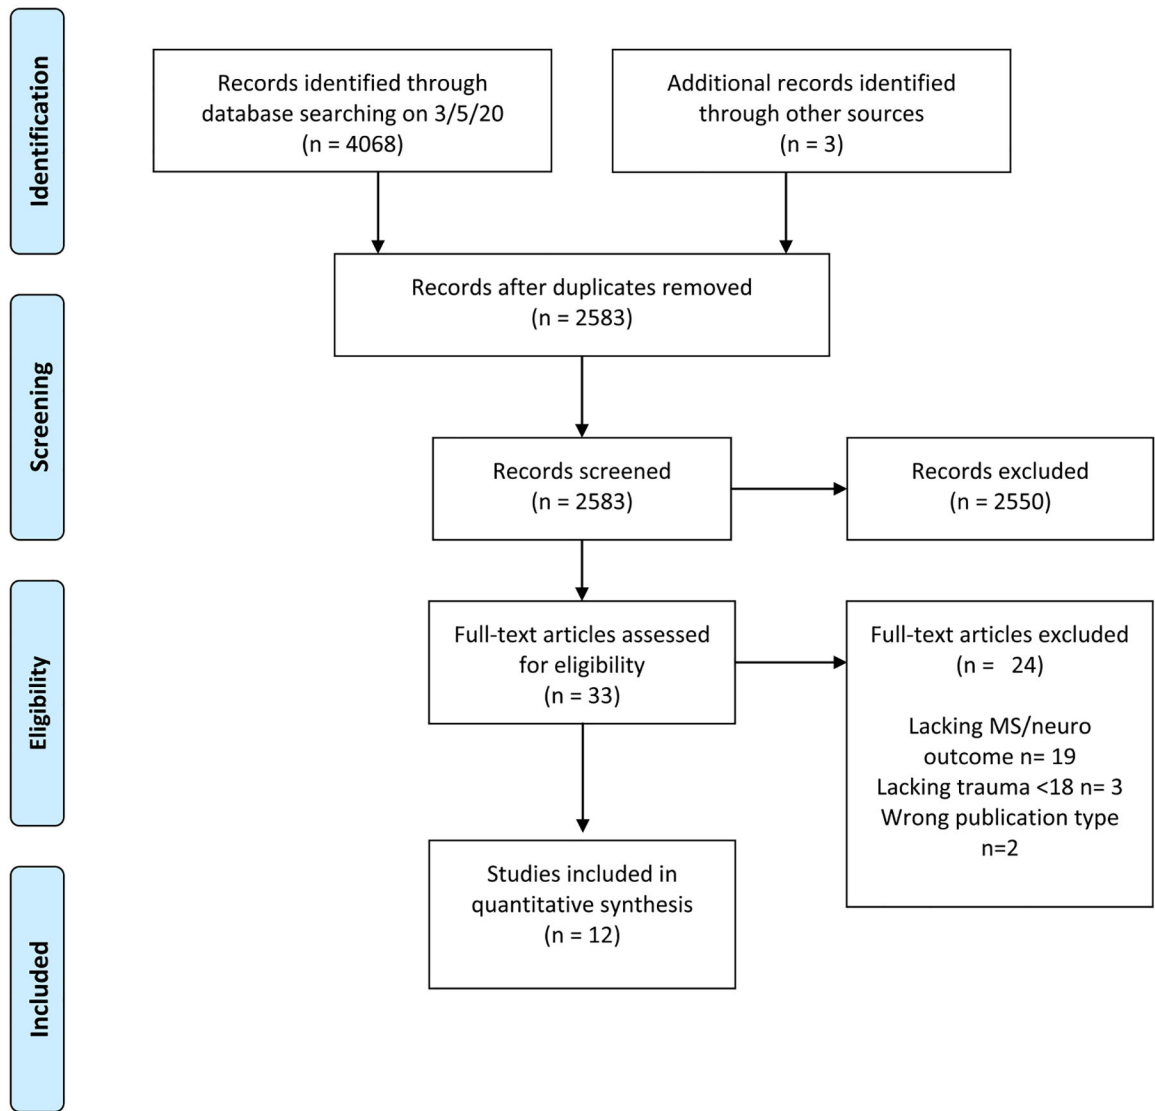 Identification
Records identified through
database searching on 3/5/20
(n = 4068)
Additional records identified
through other sources
(n = 3)
Records after duplicates removed
(n = 2583)
Screening
Records screened
(n = 2583)
Records excluded
(n = 2550)
Eligibility
Full-text articles assessed
for eligibility
(n = 33)
Full-text articles excluded
(n =   24)
Lacking MS/neuro
outcome n= 19
Lacking trauma <18 n= 3
Wrong publication type
n=2
Included
Studies included in
quantitative synthesis
(n = 12)